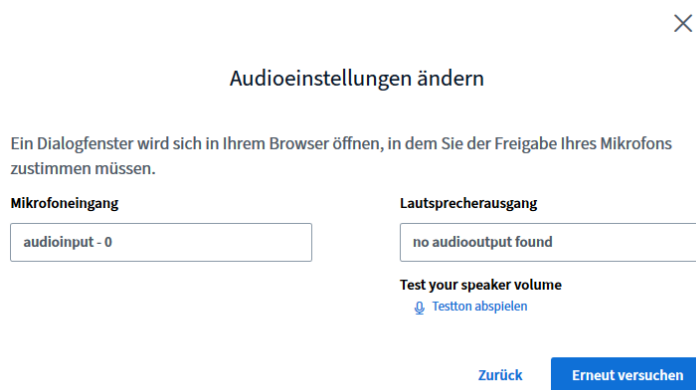 Audioeinstellungen ändern
Ein Dialogfenster wird sich in Ihrem Browser öffnen, in dem Sie der Freigabe Ihres Mikrofons
zustimmen müssen.
Mikrofoneingang
Lautsprecherausgang
audioinput - 0
no audiooutput found
Test your speaker volume
Testton abspielen
Zurück
Erneut versuchen